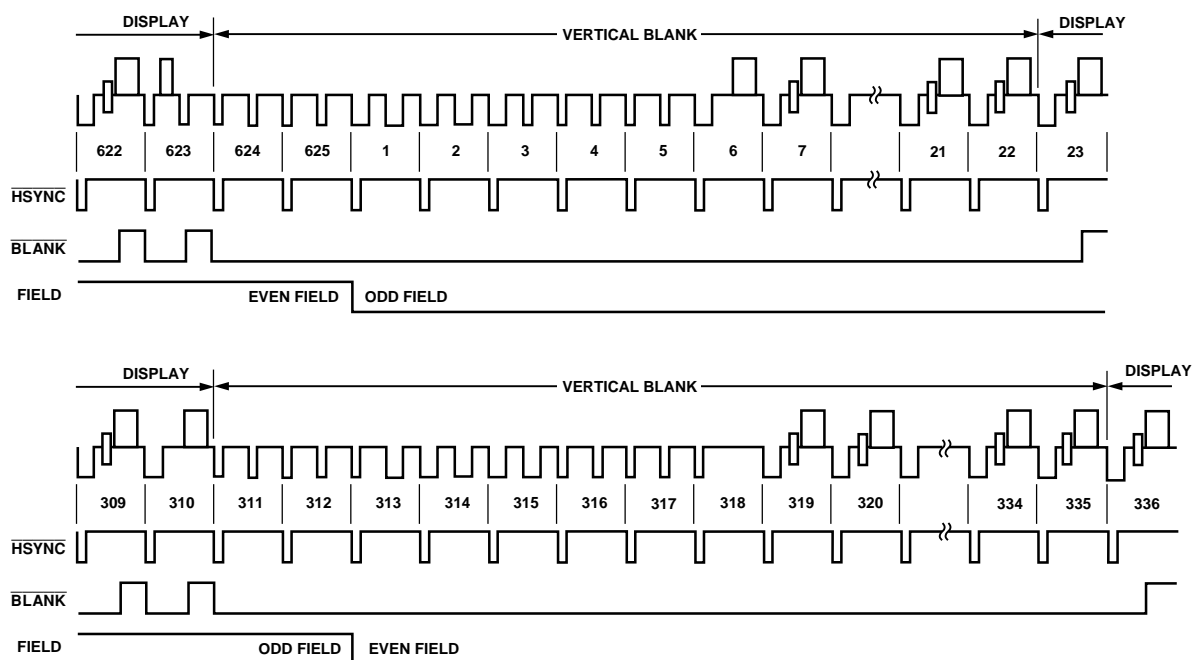 DISPLAY VERTICAL BLANK DISPLAY
622 623 624 625 1 2 3 4 5 6 7 21 22 23
HSYNC
BLANK
FIELD EVEN FIELD ODD FIELD
DISPLAY VERTICAL BLANK DISPLAY
309 310 311 312 313 314 315 316 317 318 319 320 334 335 336
HSYNC
BLANK
FIELD ODD FIELD EVEN FIELD